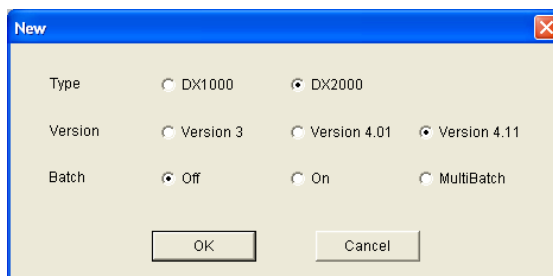 New
Type DX1000 DX2000
Version Version 3 Version 4.01 Version 4.11
Batch Off On MultiBatch
OK Cancel